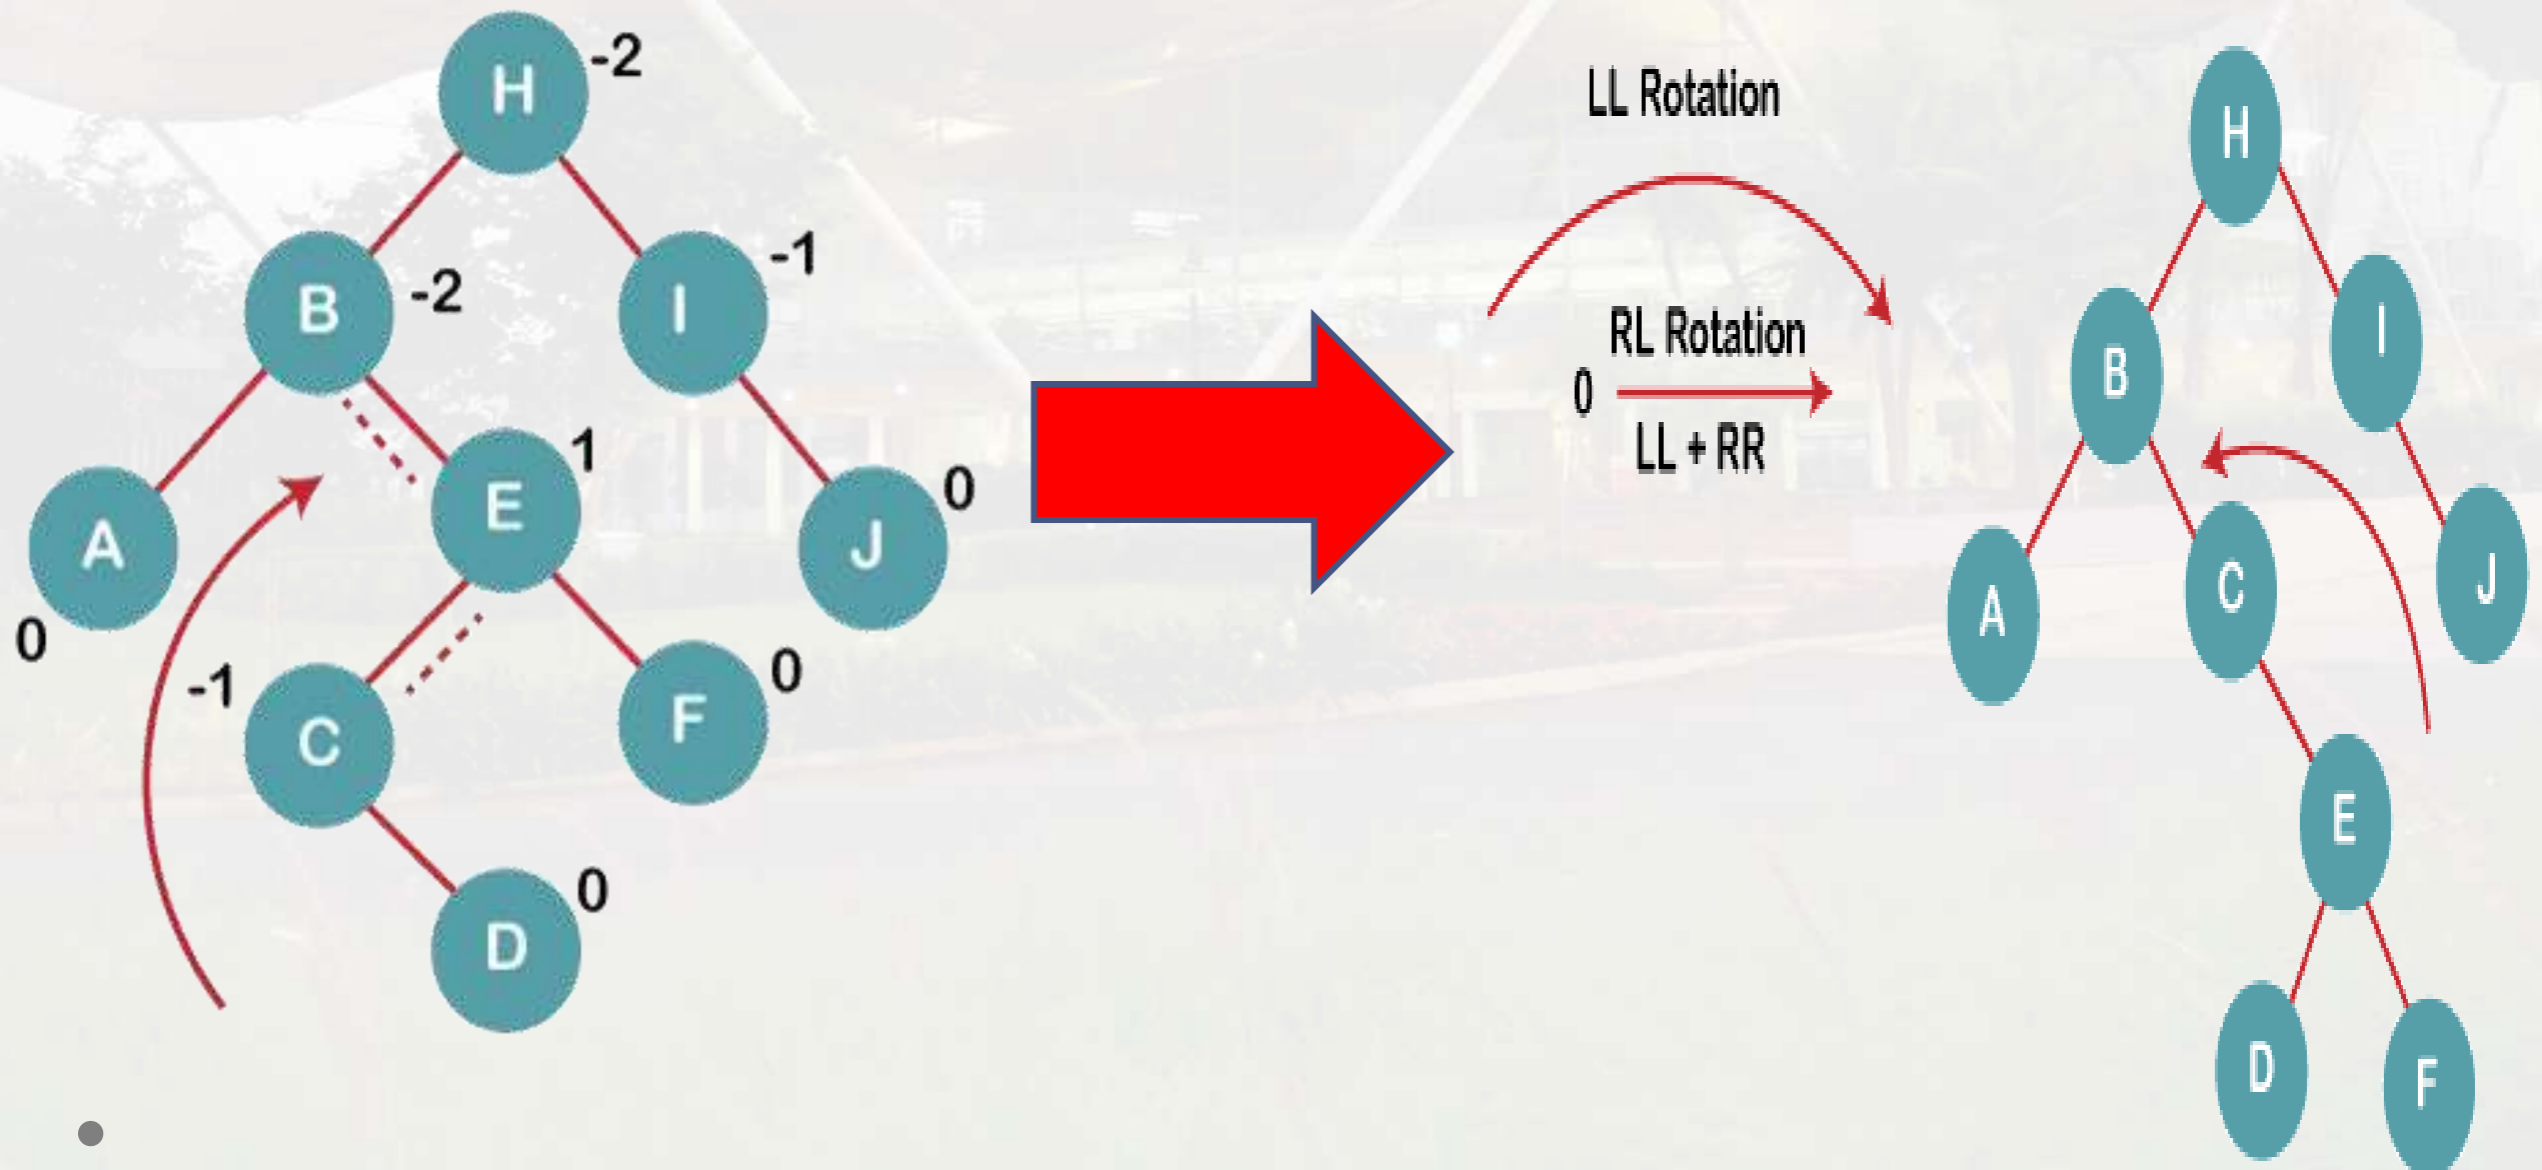 H -2
B -2
I -1
A 0
E 1
J 0
C -1
F 0
D 0
LL Rotation
RL Rotation
0
LL + RR
H
B
I
A
C
J
E
D
F